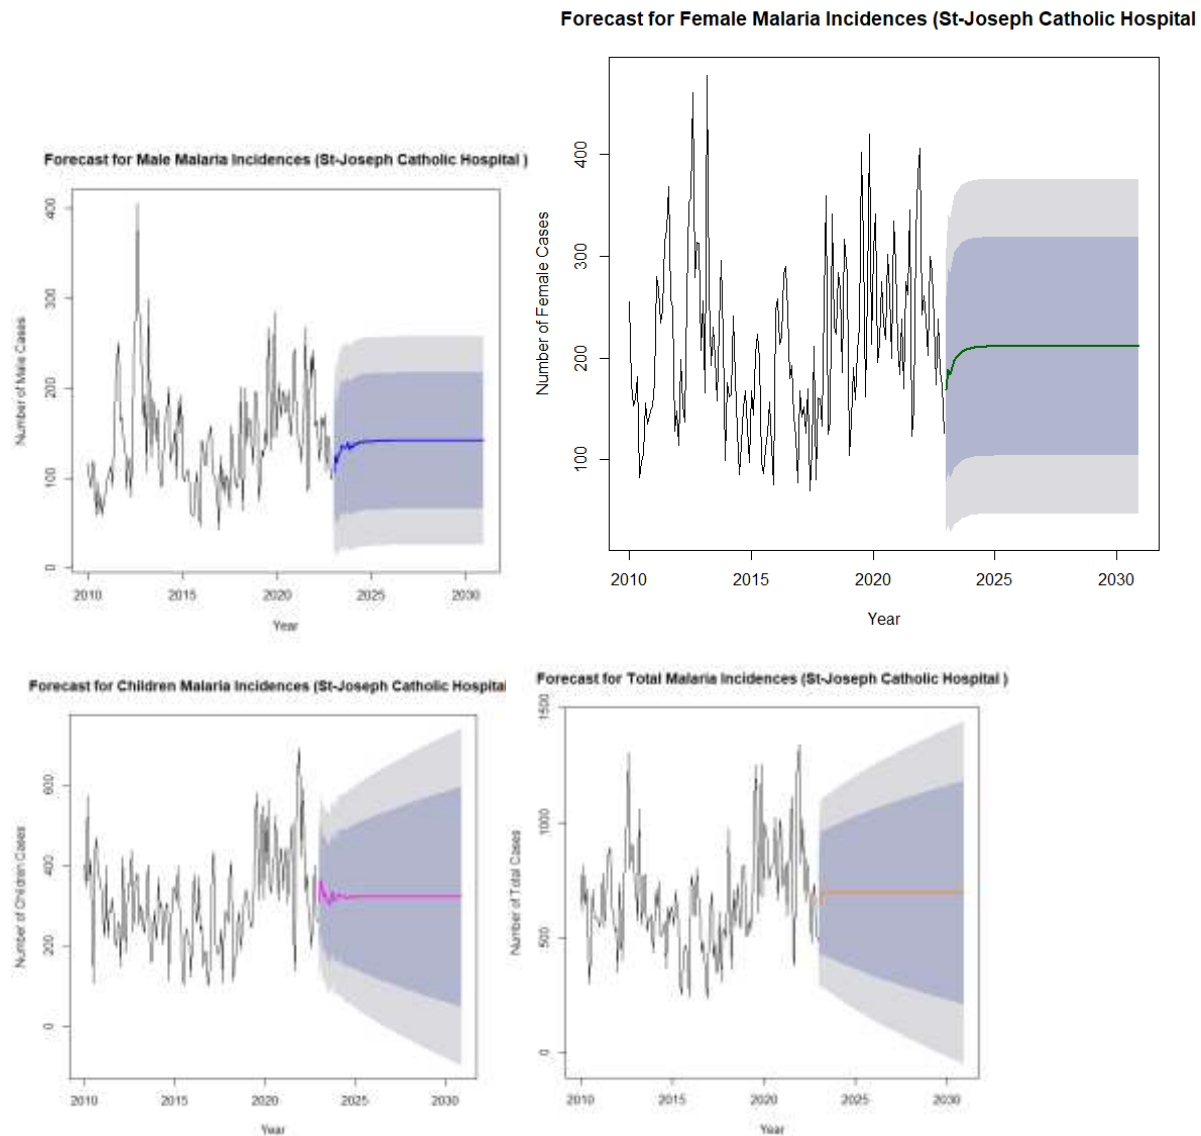 Forecast for Female Malaria Incidences (St-Joseph Catholic Hospital
Number of Female Cases
400
300
200
100
2010 2015 2020 2025 2030
Year
Forecast for Male Malaria Incidences (St-Joseph Catholic Hospital )
Number of Male Cases
400
300
200
100
0
2010 2015 2020 2025 2030
Year
Forecast for Children Malaria Incidences (St-Joseph Catholic Hospital
Number of Children Cases
600
400
200
0
2010 2015 2020 2025 2030
Year
Forecast for Total Malaria Incidences (St-Joseph Catholic Hospital )
Number of Total Cases
1500
1000
500
0
2010 2015 2020 2025 2030
Year